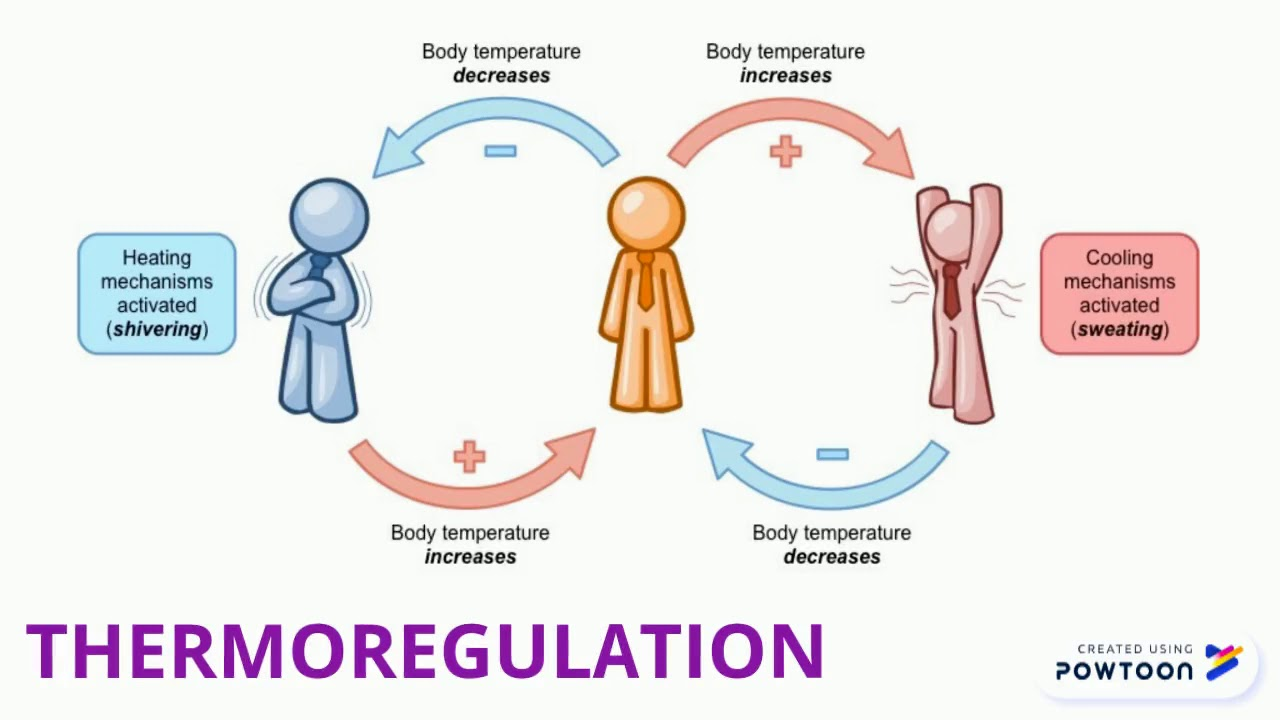 Body temperature
decreases
Body temperature
increases
Heating
mechanisms
activated
(shivering)
Cooling
mechanisms
activated
(sweating)
Body temperature
increases
Body temperature
decreases
THERMOREGULATION
CREATED USING
POWTOON